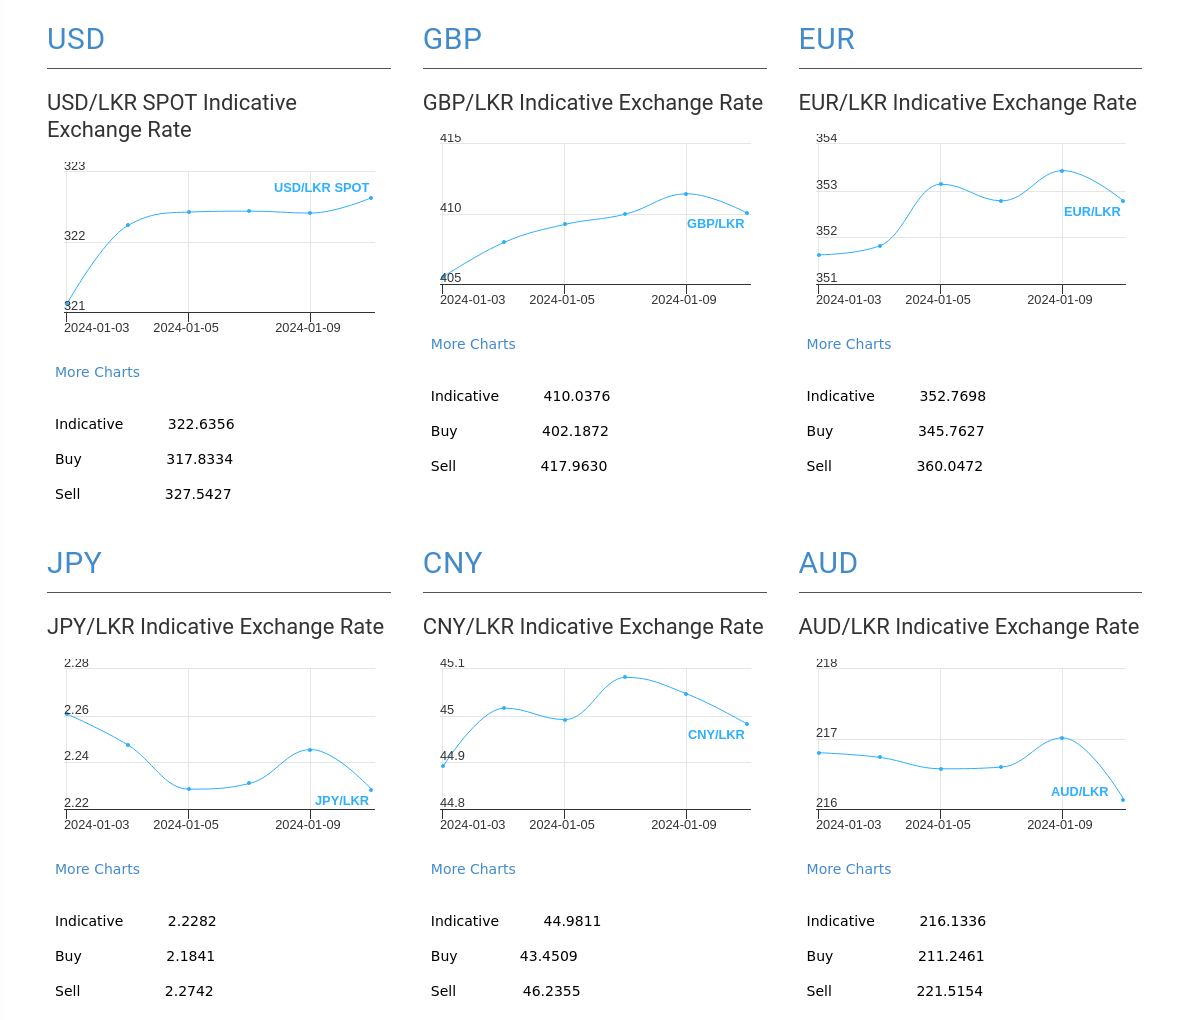 USD
USD/LKR SPOT Indicative
Exchange Rate
323
322
321
USD/LKR SPOT
2024-01-03 2024-01-05 2024-01-09
More Charts
Indicative 322.6356
Buy 317.8334
Sell 327.5427
GBP
GBP/LKR Indicative Exchange Rate
415
410
405
GBP/LKR
2024-01-03 2024-01-05 2024-01-09
More Charts
Indicative 410.0376
Buy 402.1872
Sell 417.9630
EUR
EUR/LKR Indicative Exchange Rate
354
353
352
351
EUR/LKR
2024-01-03 2024-01-05 2024-01-09
More Charts
Indicative 352.7698
Buy 345.7627
Sell 360.0472
JPY
JPY/LKR Indicative Exchange Rate
2.28
2.26
2.24
2.22
JPY/LKR
2024-01-03 2024-01-05 2024-01-09
More Charts
Indicative 2.2282
Buy 2.1841
Sell 2.2742
CNY
CNY/LKR Indicative Exchange Rate
45.1
45
44.9
44.8
CNY/LKR
2024-01-03 2024-01-05 2024-01-09
More Charts
Indicative 44.9811
Buy 43.4509
Sell 46.2355
AUD
AUD/LKR Indicative Exchange Rate
218
217
216
AUD/LKR
2024-01-03 2024-01-05 2024-01-09
More Charts
Indicative 216.1336
Buy 211.2461
Sell 221.5154